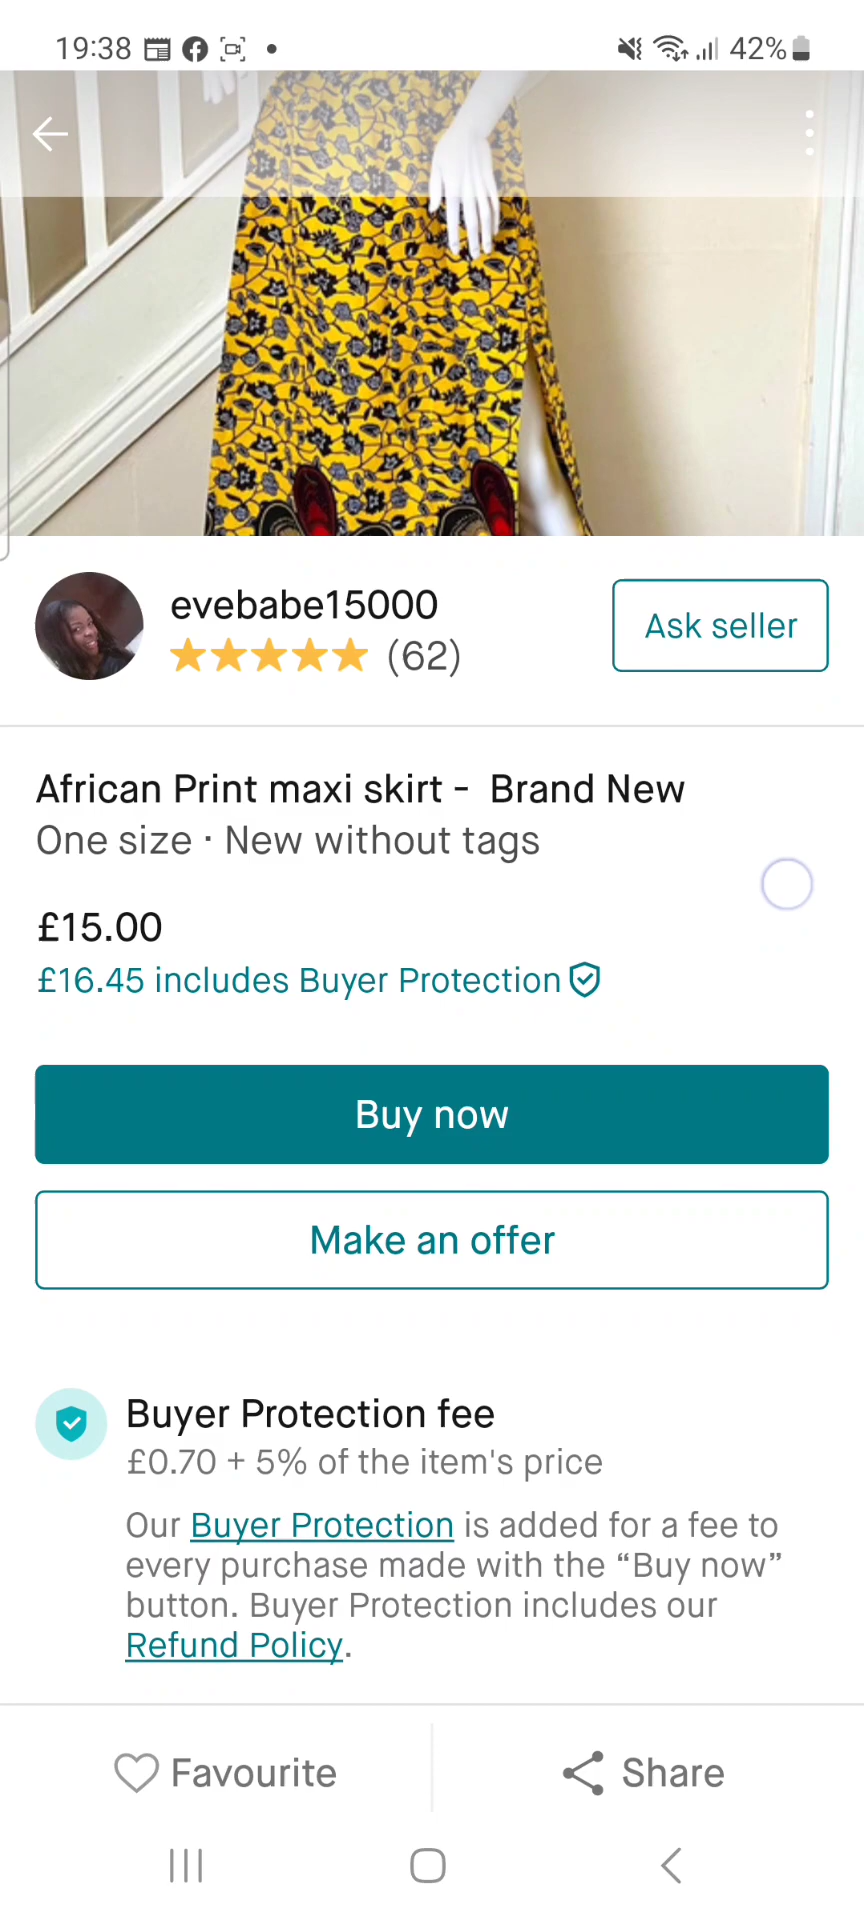 19:38
42%
evebabe15000
(62)
Ask seller
African Print maxi skirt - Brand New
One size · New without tags
£15.00
£16.45 includes Buyer Protection
Buy now
Make an offer
Buyer Protection fee
£0.70 + 5% of the item's price
Our Buyer Protection is added for a fee to
every purchase made with the “Buy now”
button. Buyer Protection includes our
Refund Policy.
Favourite
Share